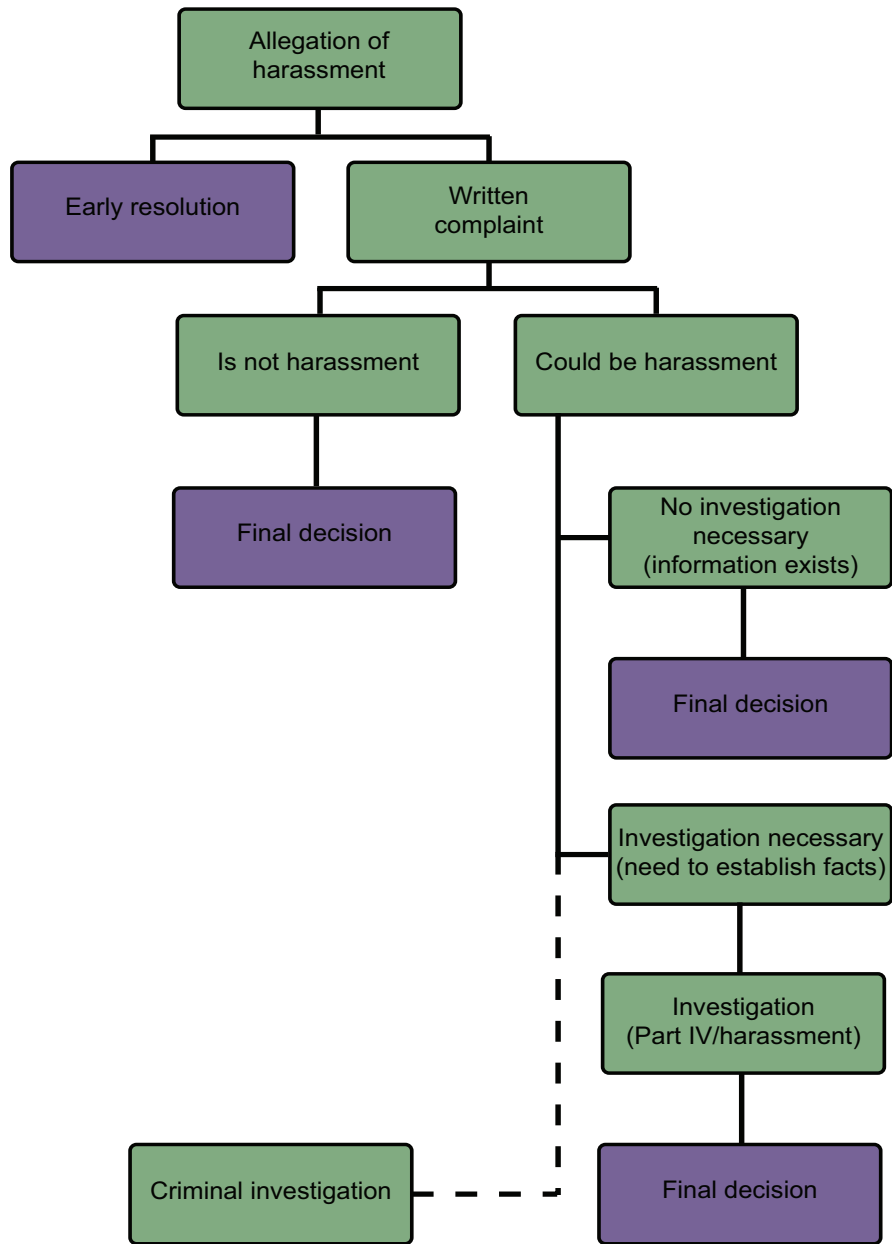 Allegation of
harassment
Early resolution
Written
complaint
Is not harassment
Could be harassment
Final decision
No investigation
necessary
(information exists)
Final decision
Investigation necessary
(need to establish facts)
Investigation
(Part IV/harassment)
Criminal investigation
Final decision